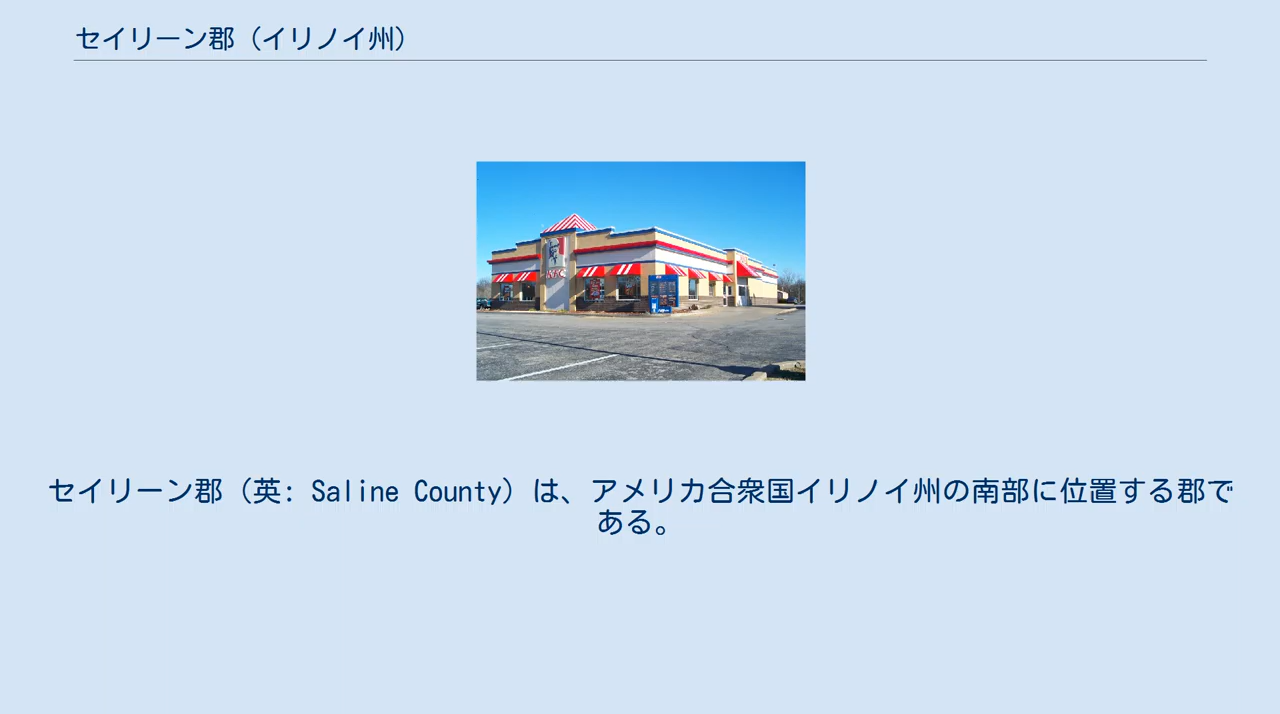 セイリーン郡（イリノイ州）
KFC
セイリーン郡（英: Saline County）は、アメリカ合衆国イリノイ州の南部に位置する郡で
ある。